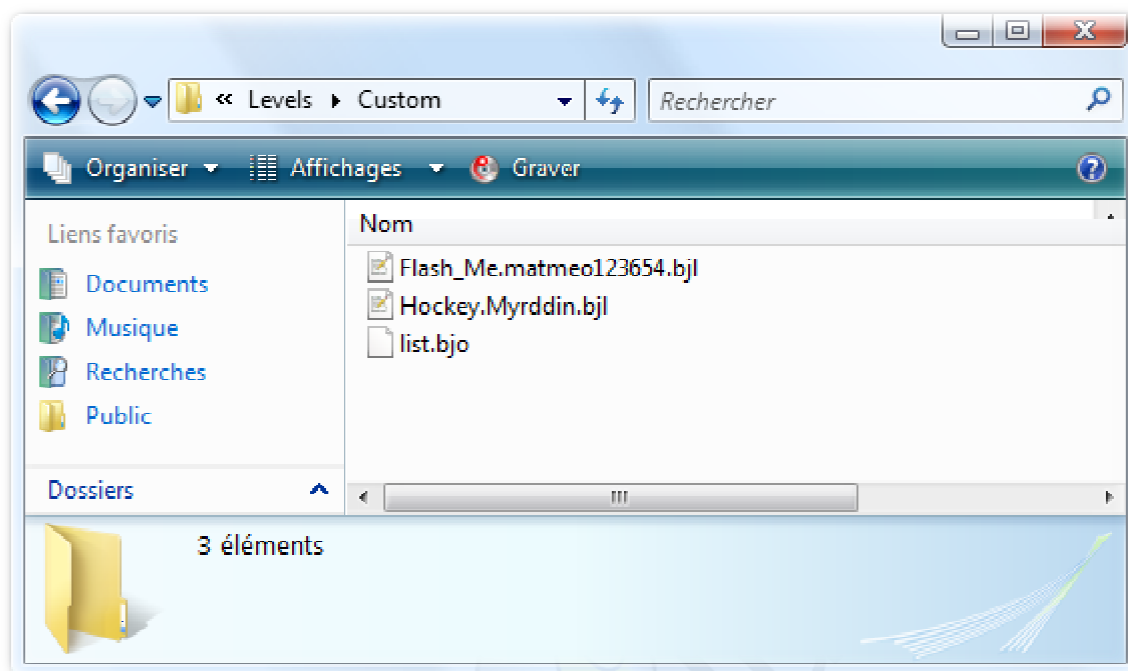 « Levels Custom Rechercher
Organiser Affichages Graver
Liens favoris
Documents
Musique
Recherches
Public
Dossiers
Nom
Flash_Me.matmeo123654.bjl
Hockey.Myrddin.bjl
list.bjo
3 éléments